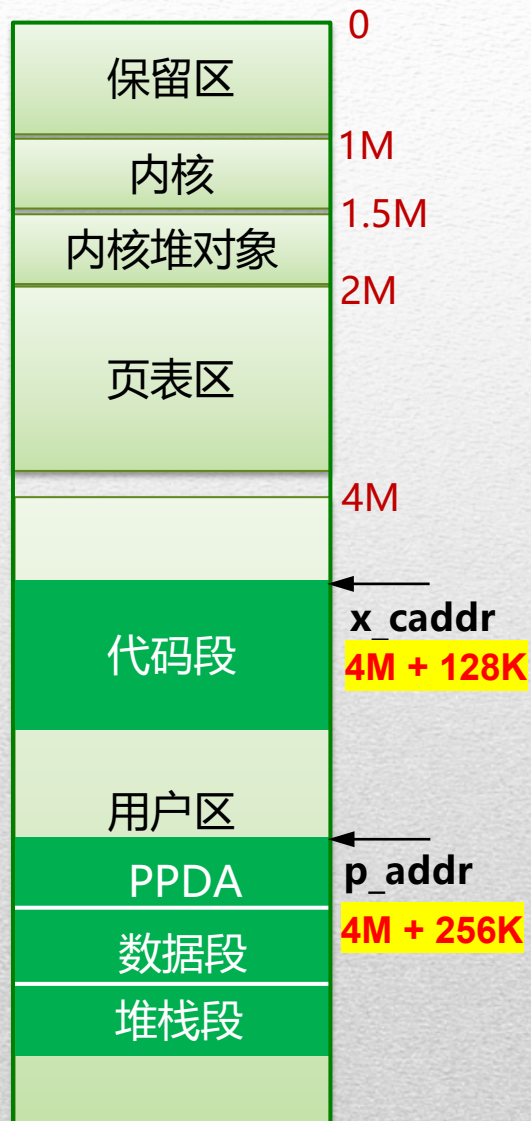 0
保留区
1M
内核
1.5M
内核堆对象
2M
页表区
4M
x_caddr
代码段
4M + 128K
用户区
p_addr
PPDA
4M + 256K
数据段
堆栈段